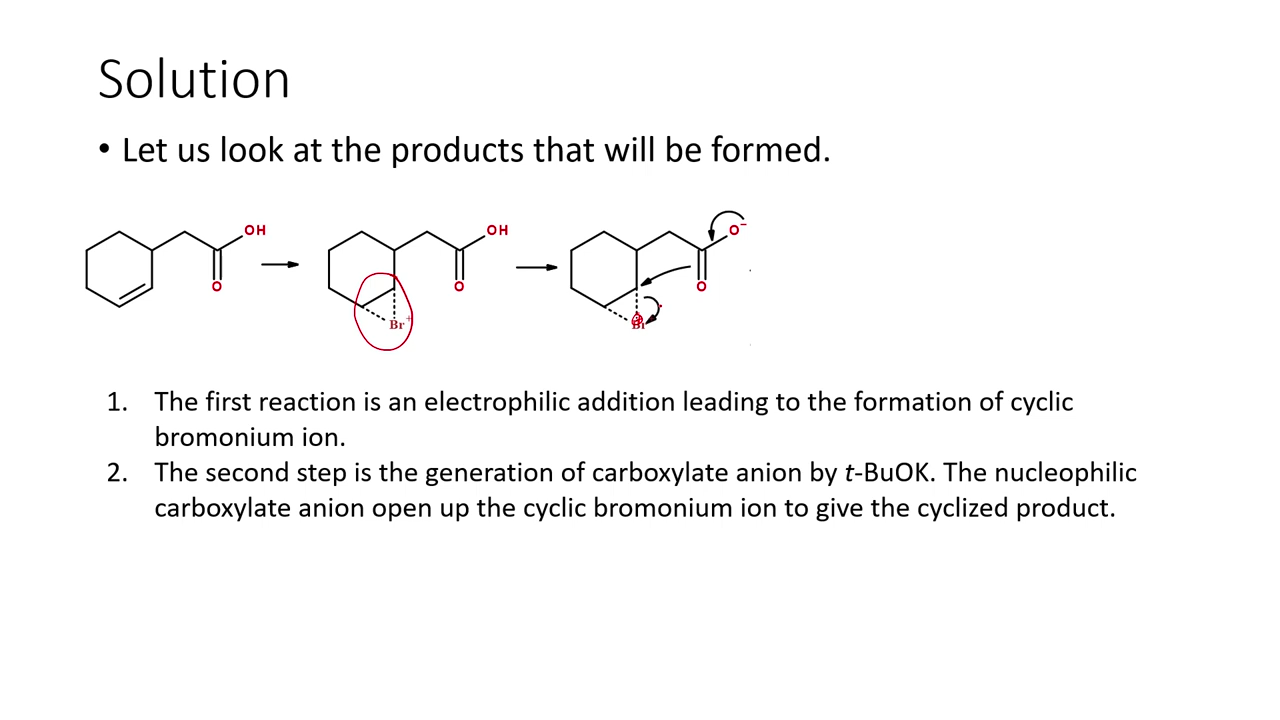 Solution
• Let us look at the products that will be formed.
OH OH O⁻
O O O
Br⁺
1. The first reaction is an electrophilic addition leading to the formation of cyclic
bromonium ion.
2. The second step is the generation of carboxylate anion by t-BuOK. The nucleophilic
carboxylate anion open up the cyclic bromonium ion to give the cyclized product.